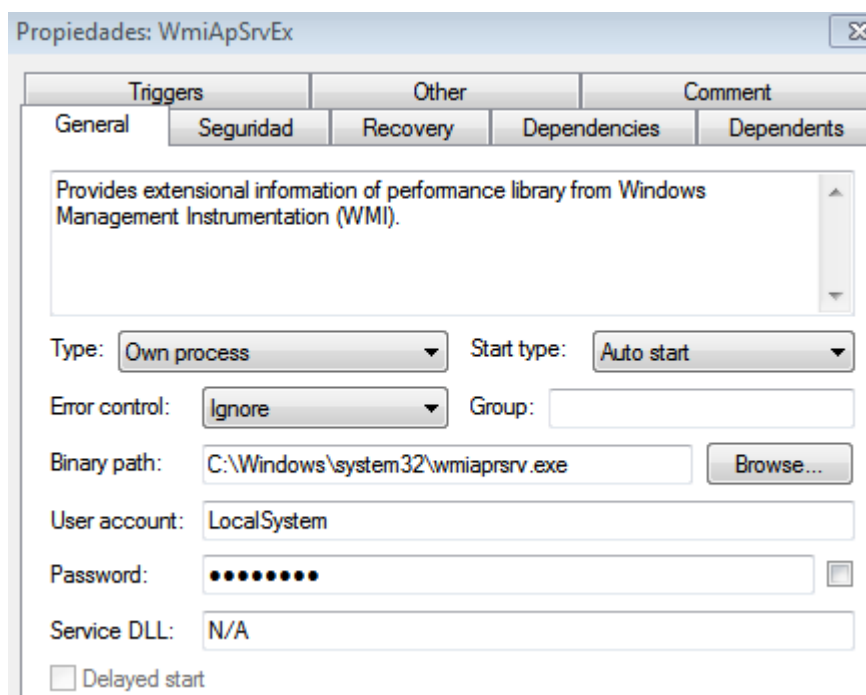 Propiedades: WmiApSrvEx
Triggers Other Comment
General Seguridad Recovery Dependencies Dependents
Provides extensional information of performance library from Windows
Management Instrumentation (WMI).
Type: Own process Start type: Auto start
Error control: Ignore Group:
Binary path: C:\Windows\system32\wmiaprsrv.exe Browse...
User account: LocalSystem
Password: ●●●●●●●●
Service DLL: N/A
Delayed start